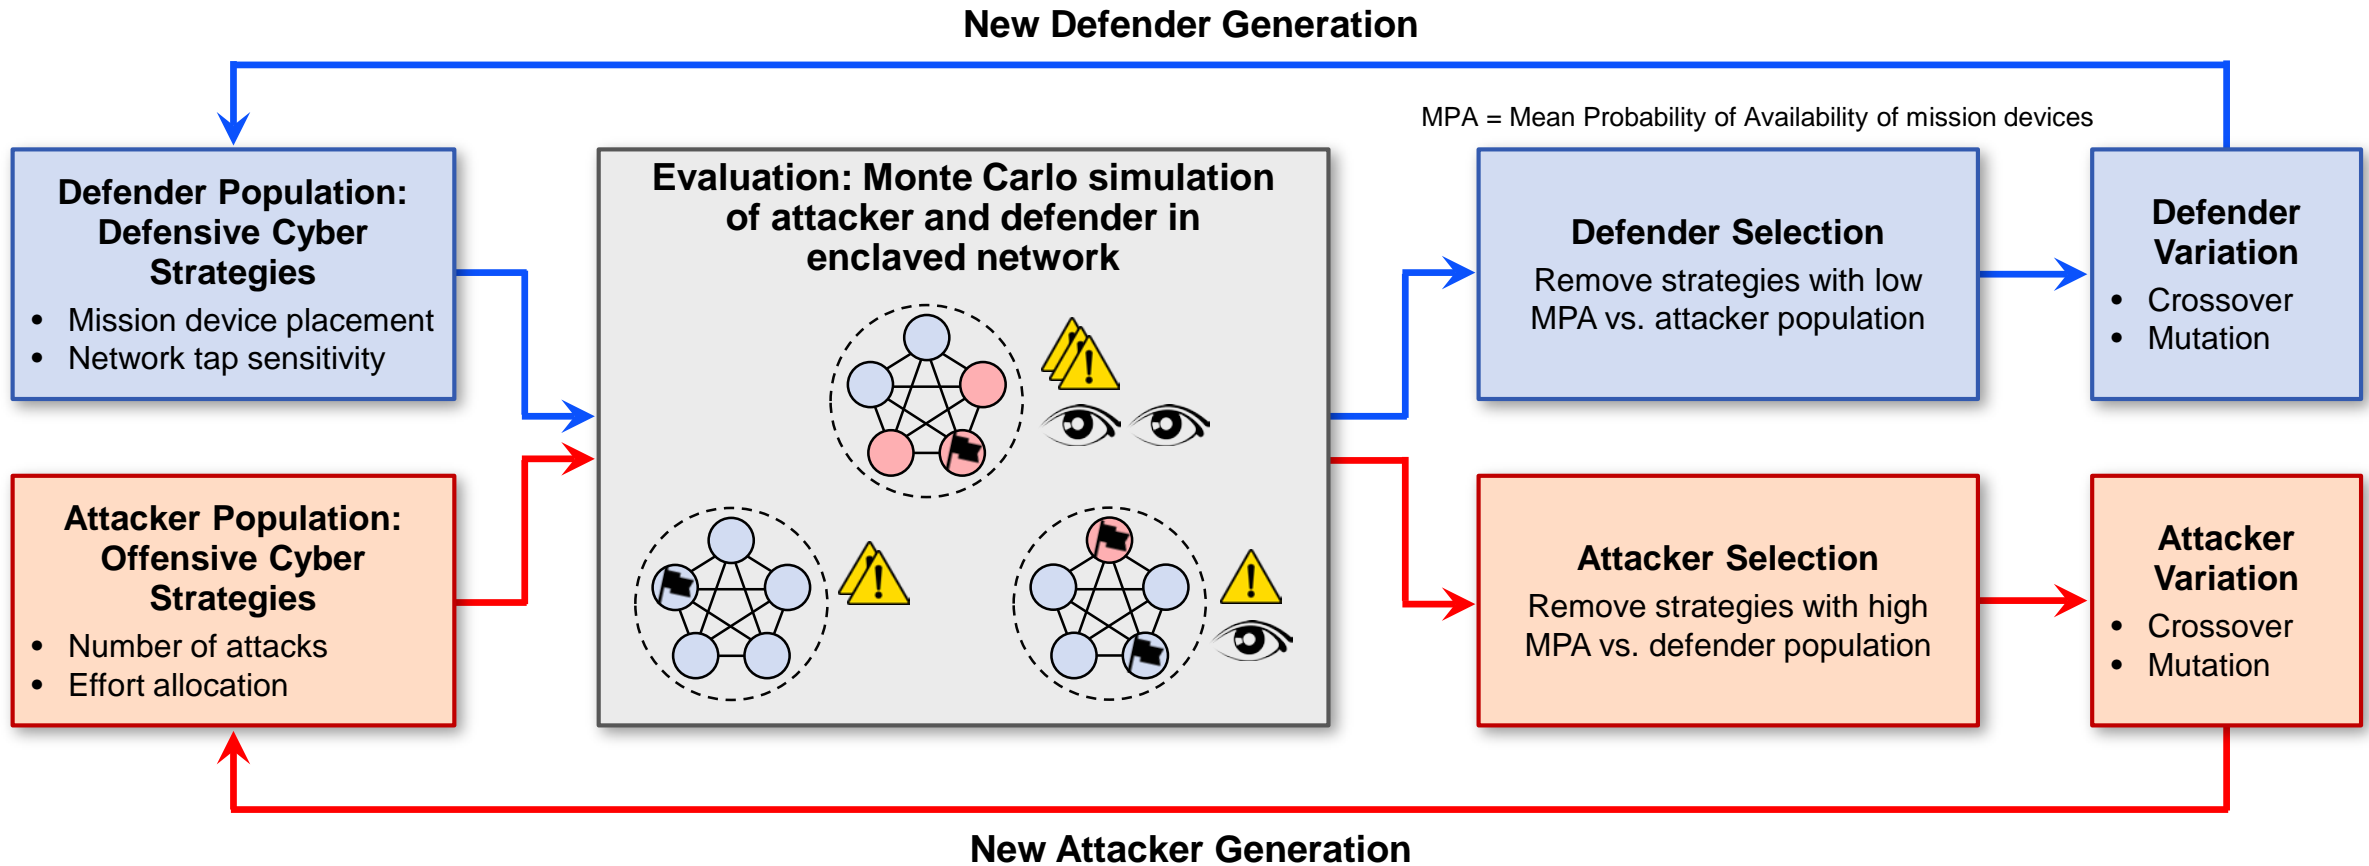 New Defender Generation
MPA = Mean Probability of Availability of mission devices
Defender Population:
Defensive Cyber
Strategies
• Mission device placement
• Network tap sensitivity
Evaluation: Monte Carlo simulation
of attacker and defender in
enclaved network
Defender Selection
Remove strategies with low
MPA vs. attacker population
Defender
Variation
• Crossover
• Mutation
Attacker Population:
Offensive Cyber
Strategies
• Number of attacks
• Effort allocation
Attacker Selection
Remove strategies with high
MPA vs. defender population
Attacker
Variation
• Crossover
• Mutation
New Attacker Generation